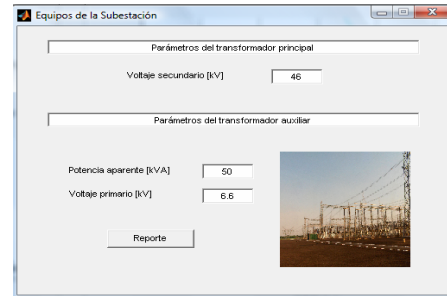 Equipos de la Subestación
Parámetros del transformador principal
Voltaje secundario [kV] 46
Parámetros del transformador auxiliar
Potencia aparente [kVA] 50
Voltaje primario [kV] 6.6
Reporte